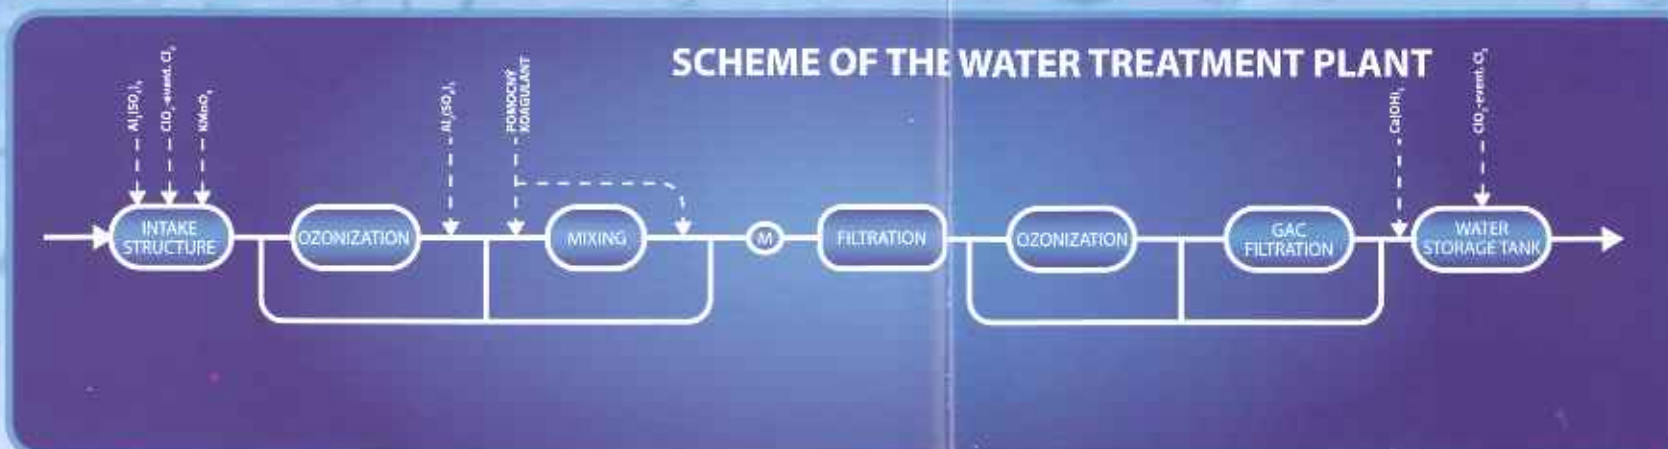 SCHEME OF THE WATER TREATMENT PLANT
Al₂(SO₄)₃
ClO₂-event. Cl₂
KMnO₄
Al₂(SO₄)₃
POMOCNÝ
KOAGULANT
Ca(OH)₂
ClO₂-event. Cl₂
INTAKE
STRUCTURE
OZONIZATION
MIXING
M
FILTRATION
OZONIZATION
GAC
FILTRATION
WATER
STORAGE TANK